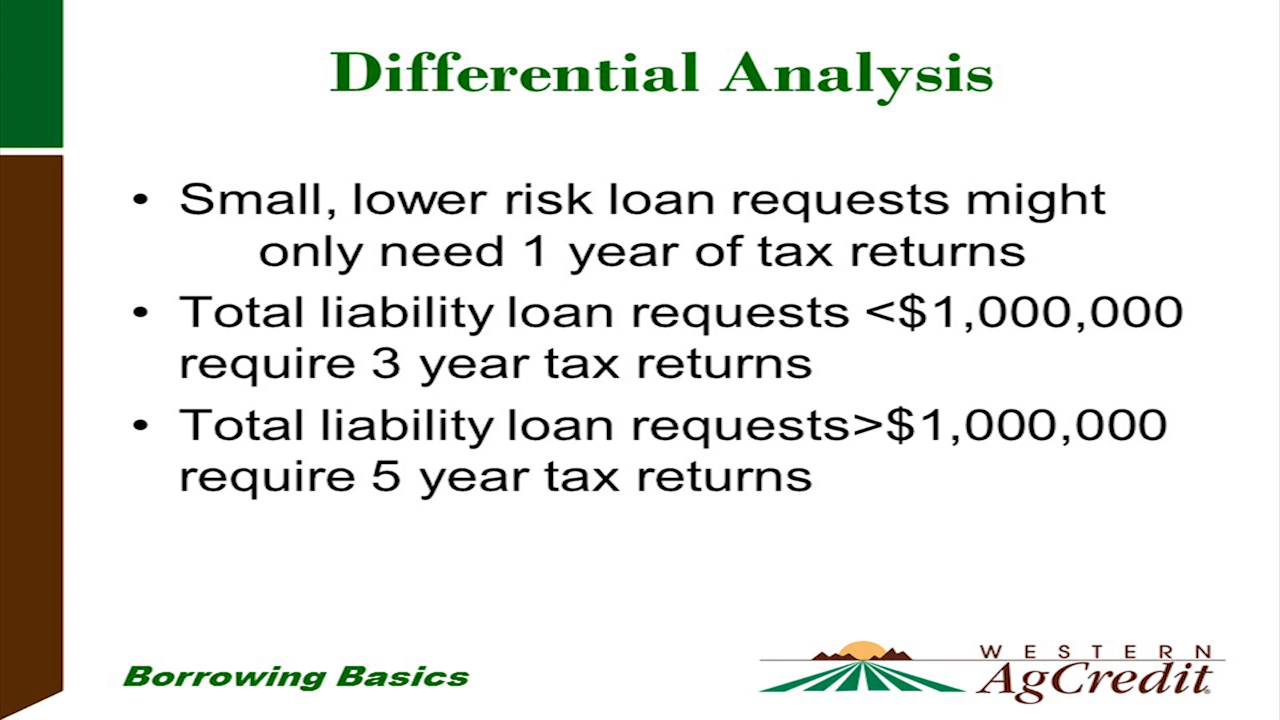 Differential Analysis
• Small, lower risk loan requests might
only need 1 year of tax returns
• Total liability loan requests <$1,000,000
require 3 year tax returns
• Total liability loan requests>$1,000,000
require 5 year tax returns
Borrowing Basics
WESTERN
AgCredit®